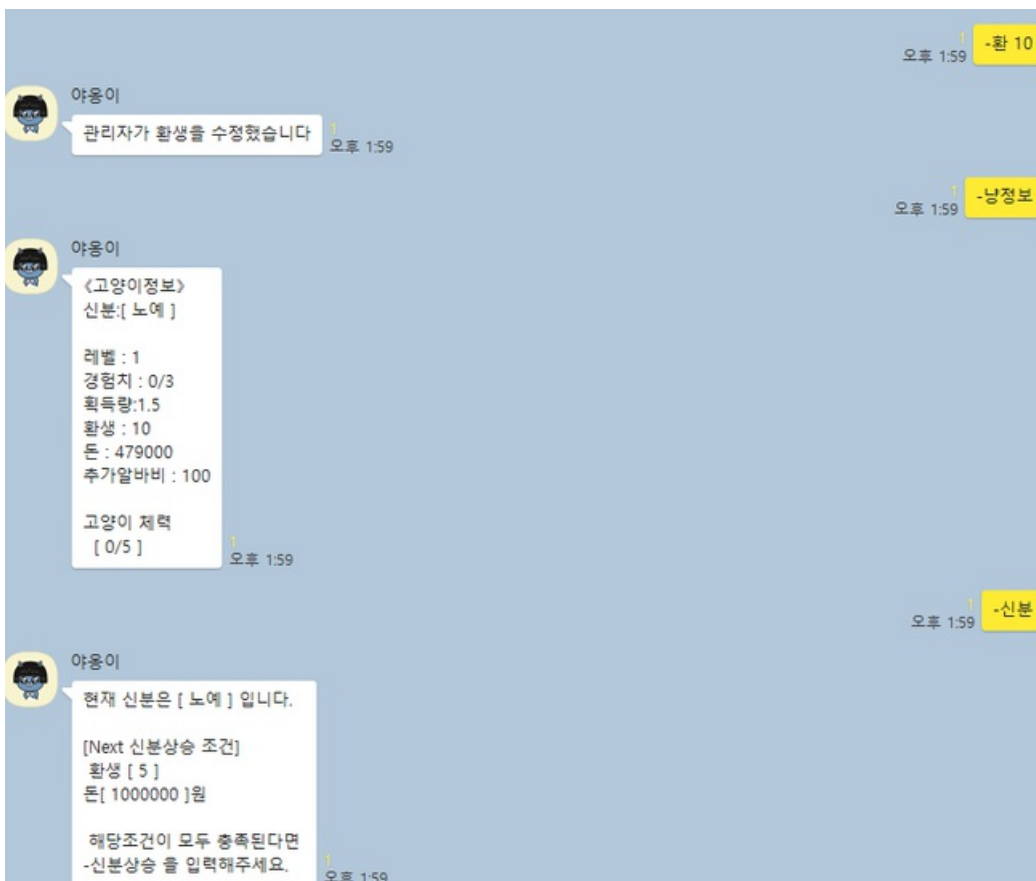 1
오후 1:59
-환 10
야옹이
관리자가 환생을 수정했습니다
1
오후 1:59
1
오후 1:59
-냥정보
야옹이
《고양이정보》
신분:[ 노예 ]
레벨 : 1
경험치 : 0/3
획득량:1.5
환생 : 10
돈 : 479000
추가알바비 : 100
고양이 체력
[ 0/5 ]
1
오후 1:59
1
오후 1:59
-신분
야옹이
현재 신분은 [ 노예 ] 입니다.
[Next 신분상승 조건]
환생 [ 5 ]
돈[ 1000000 ]원
해당조건이 모두 충족된다면
-신분상승 을 입력해주세요.
1
오후 1:59